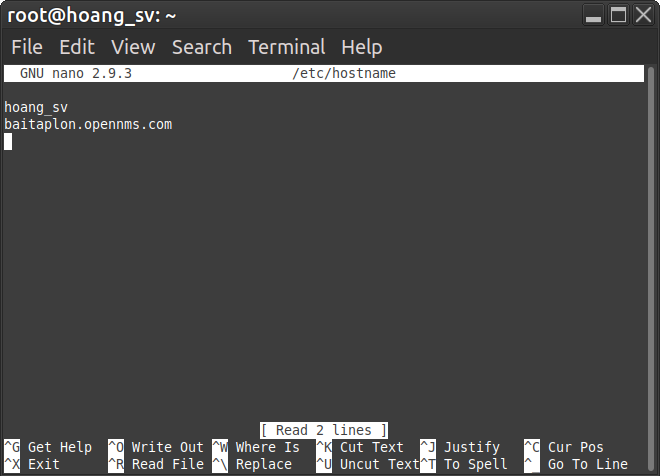 root@hoang_sv: ~
File Edit View Search Terminal Help
GNU nano 2.9.3 /etc/hostname
hoang_sv
baitaplon.opennms.com
[ Read 2 lines ]
^G Get Help ^O Write Out ^W Where Is ^K Cut Text ^J Justify ^C Cur Pos
^X Exit ^R Read File ^\ Replace ^U Uncut Text ^T To Spell ^_ Go To Line